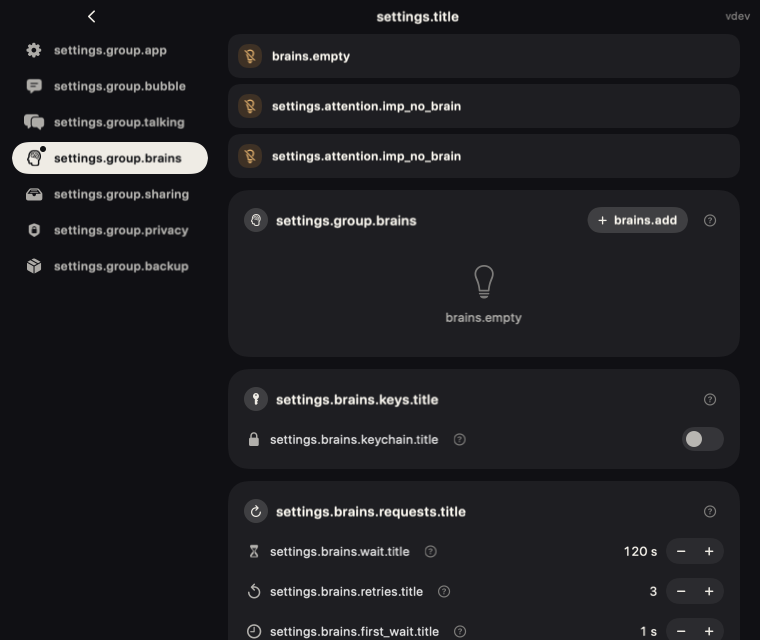 settings.title
vdev
settings.group.app
settings.group.bubble
settings.group.talking
settings.group.brains
settings.group.sharing
settings.group.privacy
settings.group.backup
brains.empty
settings.attention.imp_no_brain
settings.attention.imp_no_brain
settings.group.brains
+ brains.add
?
brains.empty
settings.brains.keys.title
?
settings.brains.keychain.title ?
settings.brains.requests.title
?
settings.brains.wait.title ? 120 s − +
settings.brains.retries.title ? 3 − +
settings.brains.first_wait.title ? 1 s − +